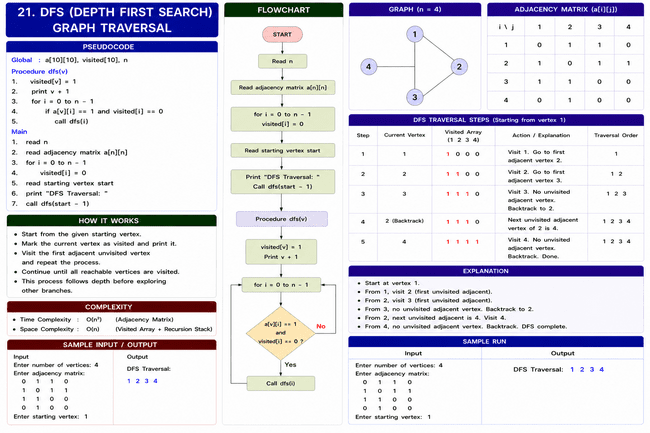 21. DFS (DEPTH FIRST SEARCH)
GRAPH TRAVERSAL
PSEUDOCODE
Global : a[10][10], visited[10], n
Procedure dfs(v)
1. visited[v] = 1
2. print v + 1
3. for i = 0 to n - 1
4. if a[v][i] == 1 and visited[i] == 0
5. call dfs(i)
Main
1. read n
2. read adjacency matrix a[n][n]
3. for i = 0 to n - 1
4. visited[i] = 0
5. read starting vertex start
6. print "DFS Traversal: "
7. call dfs(start - 1)
HOW IT WORKS
• Start from the given starting vertex.
• Mark the current vertex as visited and print it.
• Visit the first adjacent unvisited vertex
and repeat the process.
• Continue until all reachable vertices are visited.
• This process follows depth before exploring
other branches.
COMPLEXITY
• Time Complexity : O(n²) (Adjacency Matrix)
• Space Complexity : O(n) (Visited Array + Recursion Stack)
SAMPLE INPUT / OUTPUT
Input
Enter number of vertices: 4
Enter adjacency matrix:
0 1 1 0
1 0 1 1
1 1 0 0
0 1 0 0
Enter starting vertex: 1
Output
DFS Traversal:
1 2 3 4
FLOWCHART
START
Read n
Read adjacency matrix a[n][n]
for i = 0 to n - 1
visited[i] = 0
Read starting vertex start
Print "DFS Traversal: "
Call dfs(start - 1)
Procedure dfs(v)
visited[v] = 1
Print v + 1
for i = 0 to n - 1
a[v][i] == 1
and
visited[i] == 0 ?
No
Yes
Call dfs(i)
GRAPH (n = 4)
1
4
2
3
ADJACENCY MATRIX (a[i][j])
i \ j 1 2 3 4
1 0 1 1 0
2 1 0 1 1
3 1 1 0 0
4 0 1 0 0
DFS TRAVERSAL STEPS (Starting from vertex 1)
Step Current Vertex Visited Array (1 2 3 4) Action / Explanation Traversal Order
1 1 1 0 0 0 Visit 1. Go to first adjacent vertex 2. 1
2 2 1 1 0 0 Visit 2. Go to first adjacent vertex 3. 1 2
3 3 1 1 1 0 Visit 3. No unvisited adjacent vertex. Backtrack to 2. 1 2 3
4 2 (Backtrack) 1 1 1 0 Next unvisited adjacent vertex of 2 is 4. 1 2 3 4
5 4 1 1 1 1 Visit 4. No unvisited adjacent vertex. Backtrack. Done. 1 2 3 4
EXPLANATION
• Start at vertex 1.
• From 1, visit 2 (first unvisited adjacent).
• From 2, visit 3 (first unvisited adjacent).
• From 3, no unvisited adjacent vertex. Backtrack to 2.
• From 2, next unvisited adjacent is 4. Visit 4.
• From 4, no unvisited adjacent vertex. Backtrack. DFS complete.
SAMPLE RUN
Input
Enter number of vertices: 4
Enter adjacency matrix:
0 1 1 0
1 0 1 1
1 1 0 0
0 1 0 0
Enter starting vertex: 1
Output
DFS Traversal: 1 2 3 4